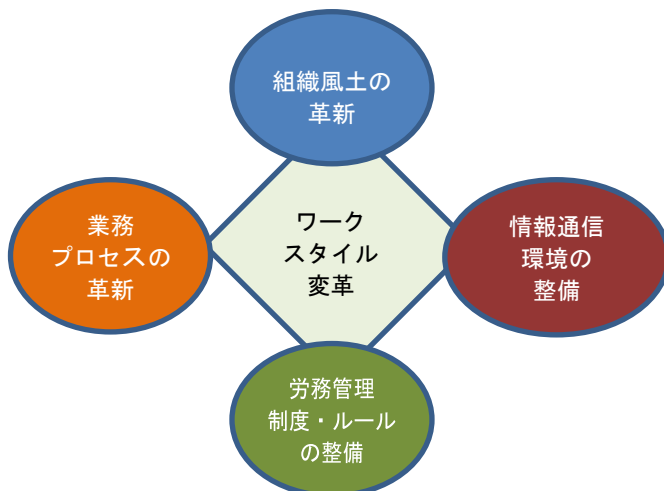 組織風土の
革新
業務
プロセスの
革新
ワーク
スタイル
変革
情報通信
環境の
整備
労務管理
制度・ルール
の整備